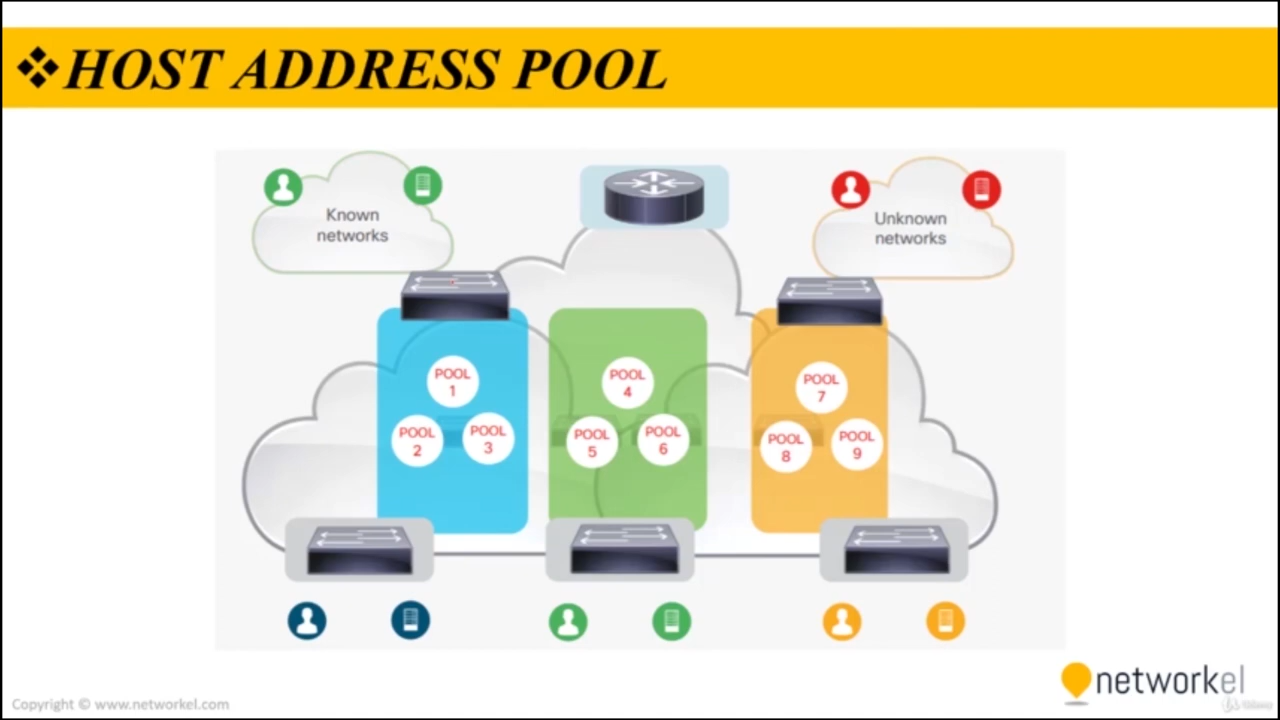 ❖HOST ADDRESS POOL
Known
networks
Unknown
networks
POOL
1
POOL
2
POOL
3
POOL
4
POOL
5
POOL
6
POOL
7
POOL
8
POOL
9
networkel
Copyright © www.networkel.com